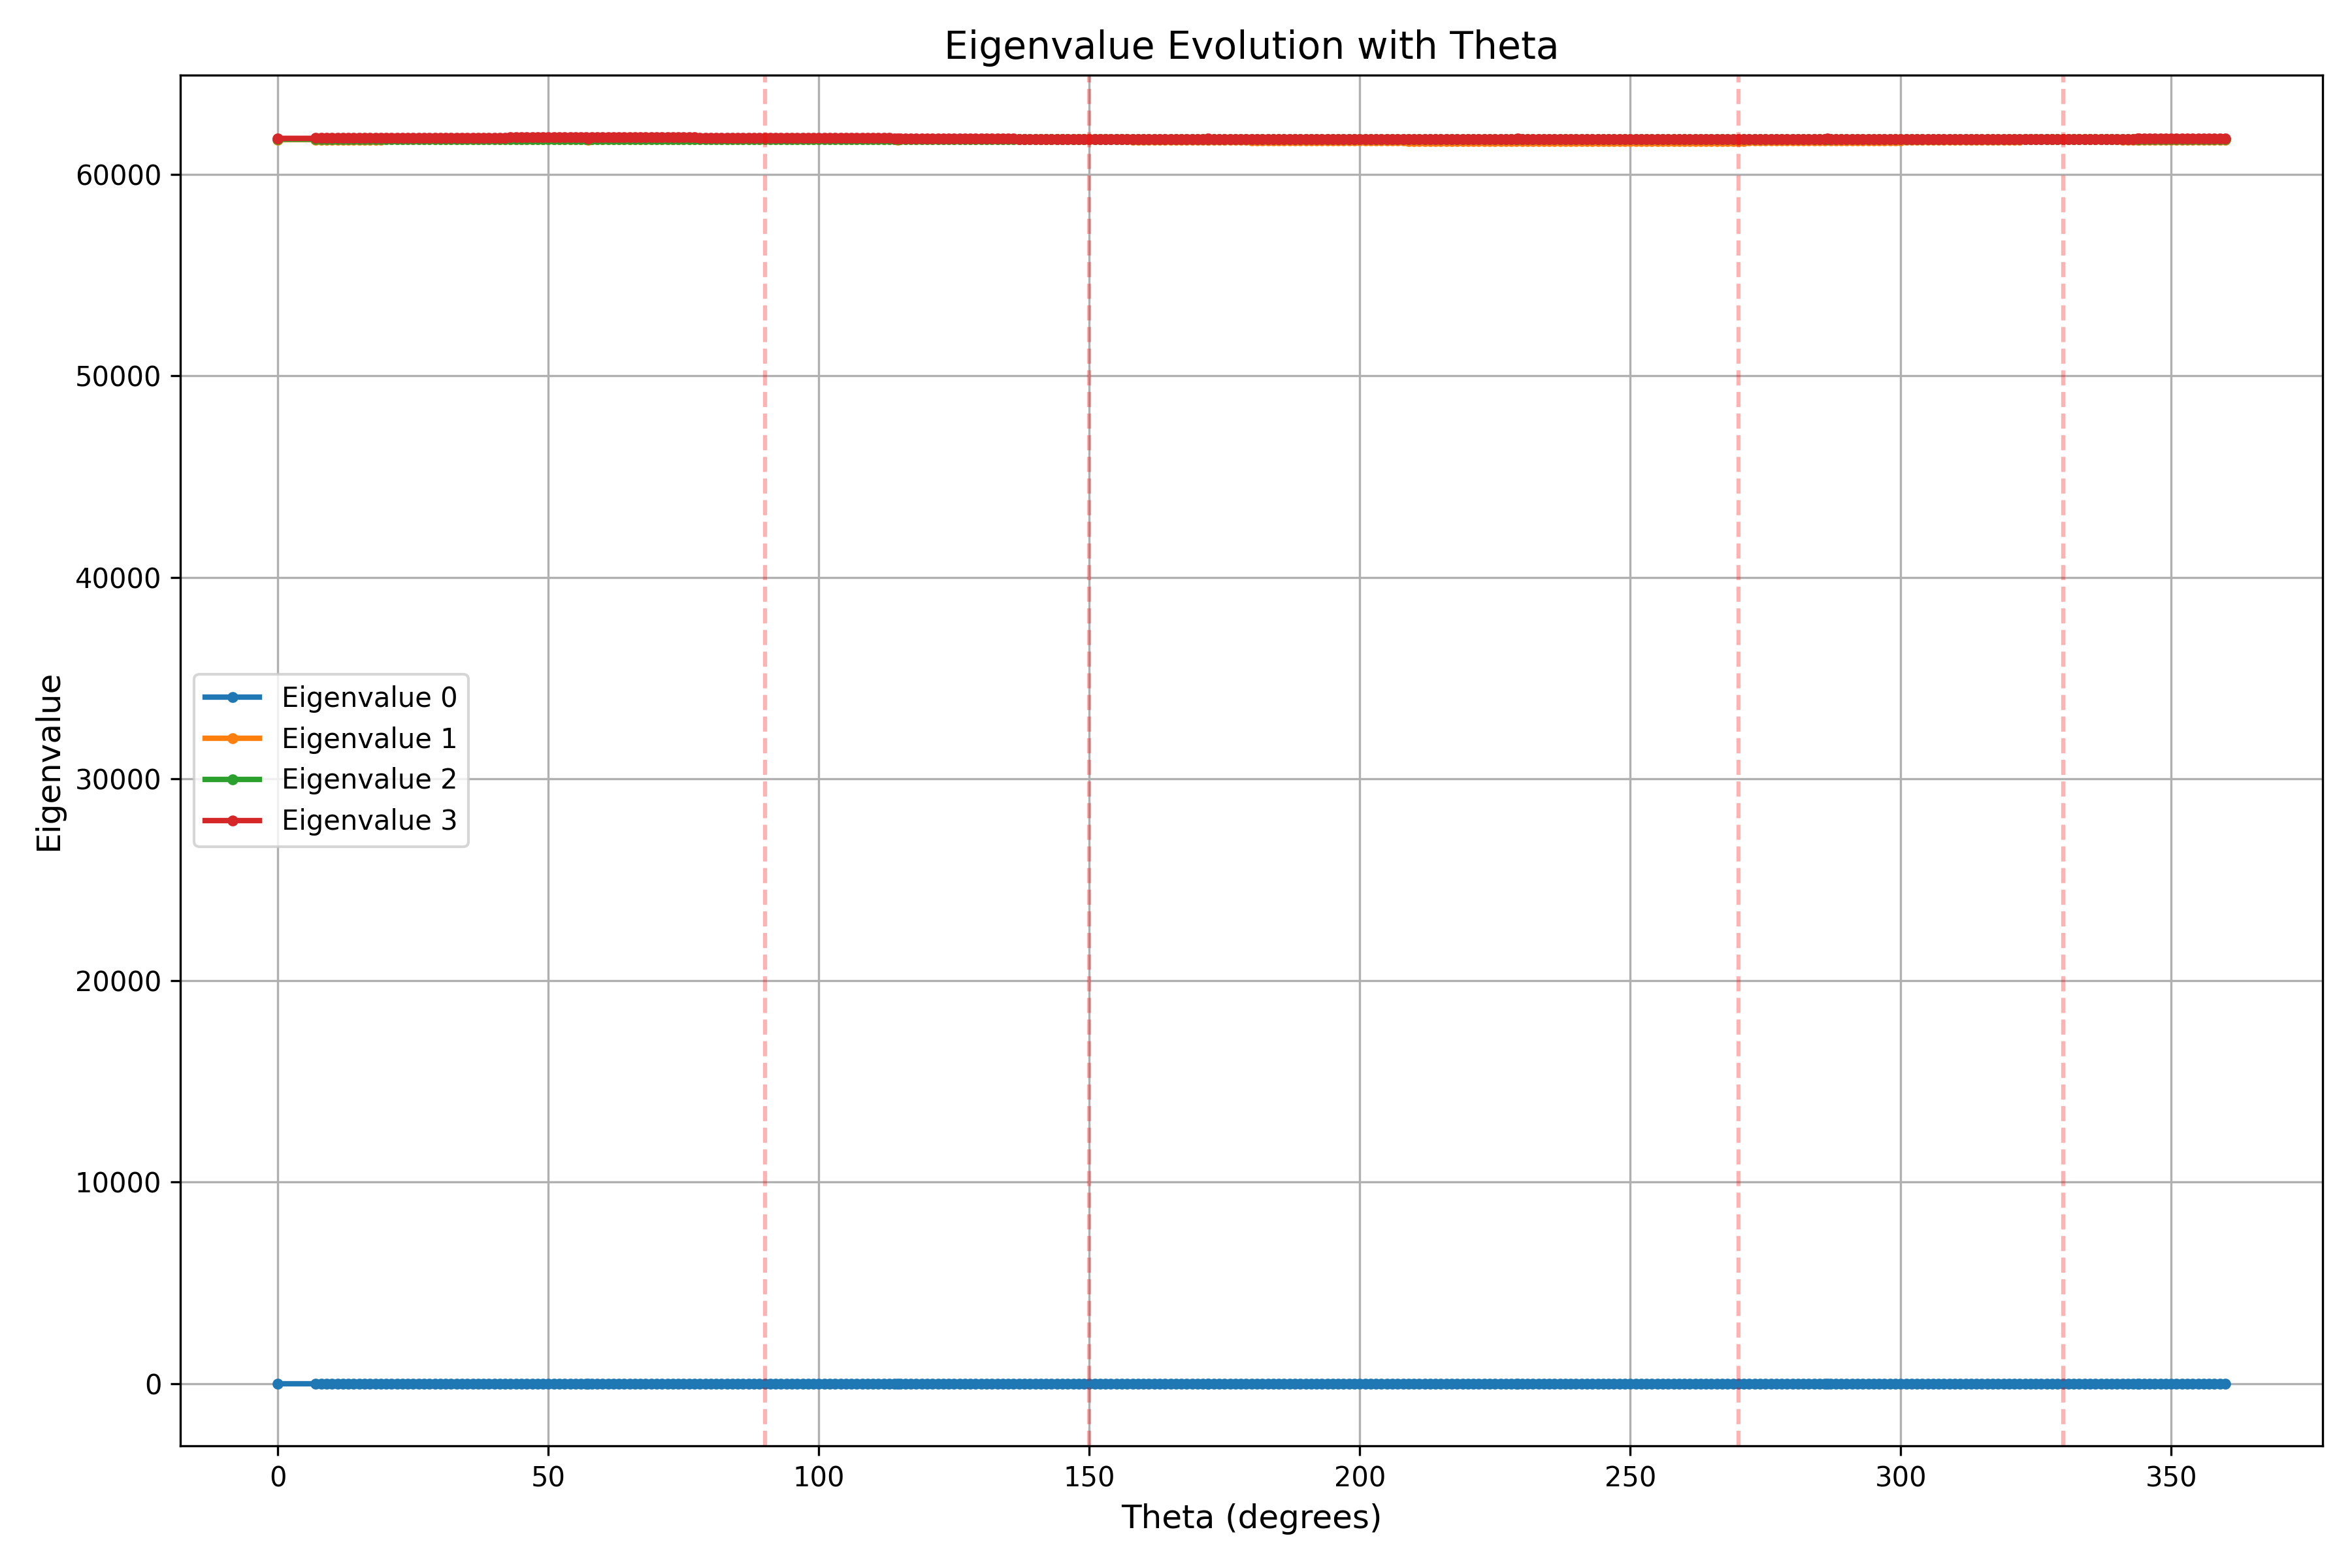 Eigenvalue Evolution with Theta
Eigenvalue
60000
50000
40000
30000
20000
10000
0
Eigenvalue 0
Eigenvalue 1
Eigenvalue 2
Eigenvalue 3
0 50 100 150 200 250 300 350
Theta (degrees)